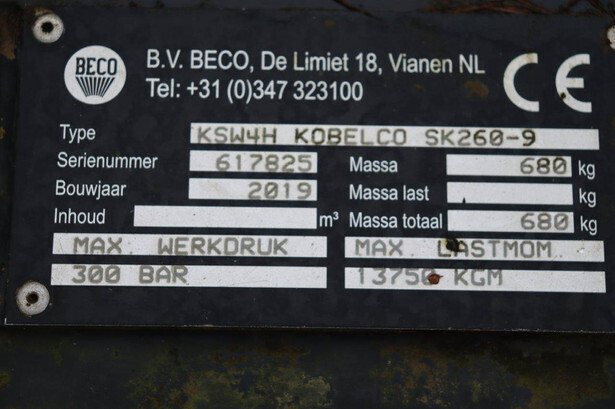 BECO
B.V. BECO, De Limiet 18, Vianen NL
Tel: +31 (0)347 323100
CE
Type KSW4H KOBELCO SK260-9
Serienummer 617825 Massa 680 kg
Bouwjaar 2019 Massa last kg
Inhoud m³ Massa totaal 680 kg
MAX. WERKDRUK MAX LASTMOM
300 BAR 13750 KGM